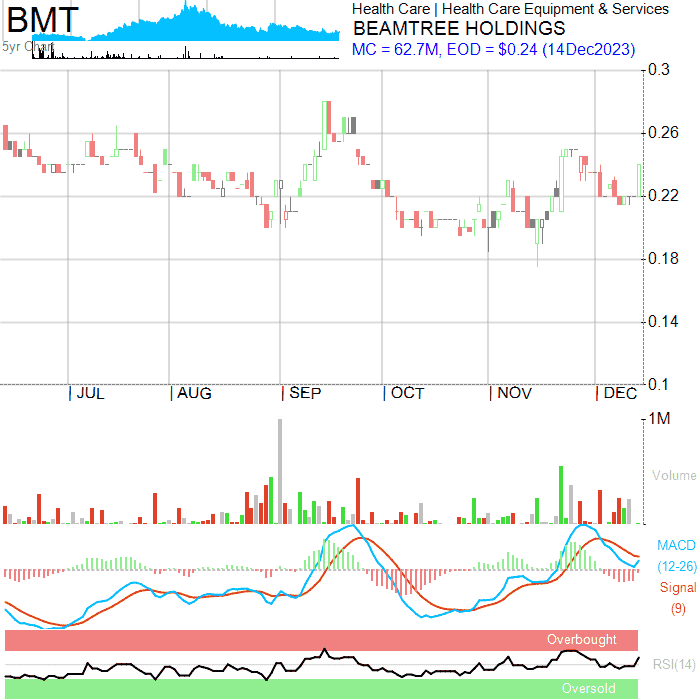 BMT
5yr Chart
Health Care | Health Care Equipment & Services
BEAMTREE HOLDINGS
MC = 62.7M, EOD = $0.24 (14Dec2023)
0.3
0.26
0.22
0.18
0.14
0.1
JUL AUG SEP OCT NOV DEC
1M
Volume
MACD
(12-26)
Signal
(9)
Overbought
RSI(14)
Oversold